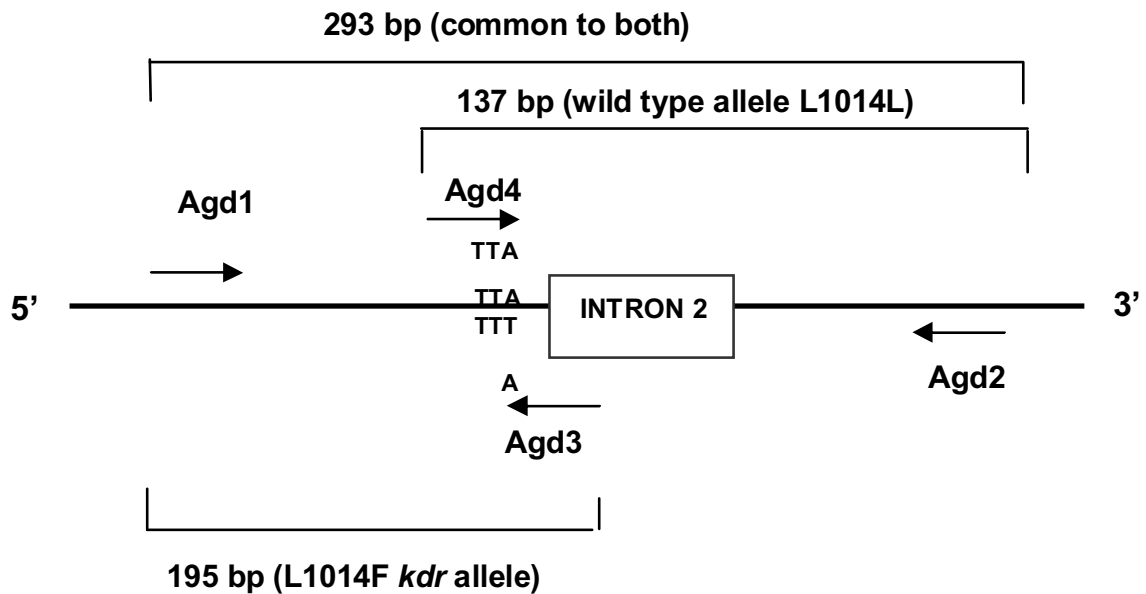 293 bp (common to both)
137 bp (wild type allele L1014L)
Agd1
Agd4
TTA
5’
TTA
TTT
INTRON 2
3’
A
Agd2
Agd3
195 bp (L1014F kdr allele)